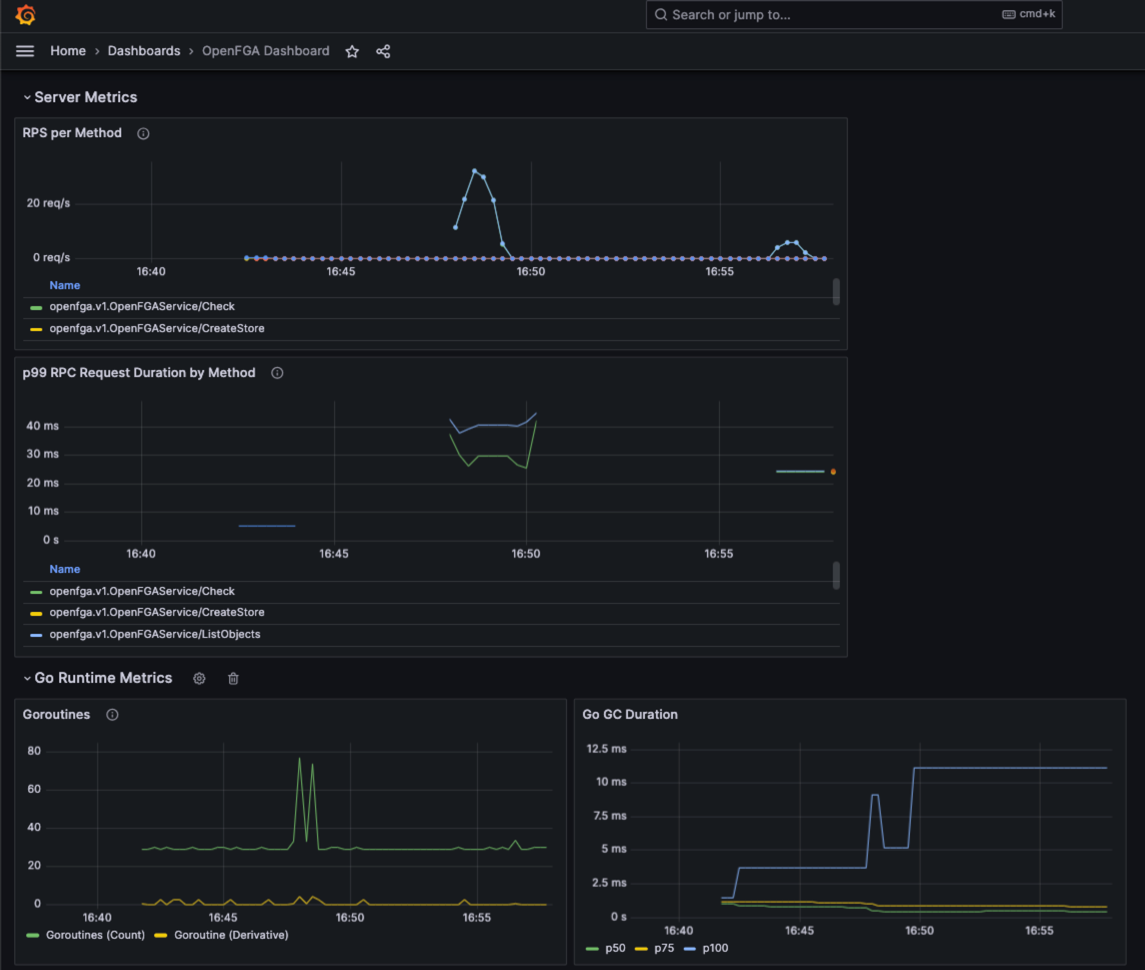 Search or jump to... cmd+k
Home › Dashboards › OpenFGA Dashboard
Server Metrics
RPS per Method
20 req/s
0 req/s
16:40 16:45 16:50 16:55
Name
openfga.v1.OpenFGAService/Check
openfga.v1.OpenFGAService/CreateStore
p99 RPC Request Duration by Method
40 ms
30 ms
20 ms
10 ms
0 s
16:40 16:45 16:50 16:55
Name
openfga.v1.OpenFGAService/Check
openfga.v1.OpenFGAService/CreateStore
openfga.v1.OpenFGAService/ListObjects
Go Runtime Metrics
Goroutines
80
60
40
20
0
16:40 16:45 16:50 16:55
Goroutines (Count) Goroutine (Derivative)
Go GC Duration
12.5 ms
10 ms
7.5 ms
5 ms
2.5 ms
0 s
16:40 16:45 16:50 16:55
p50 p75 p100